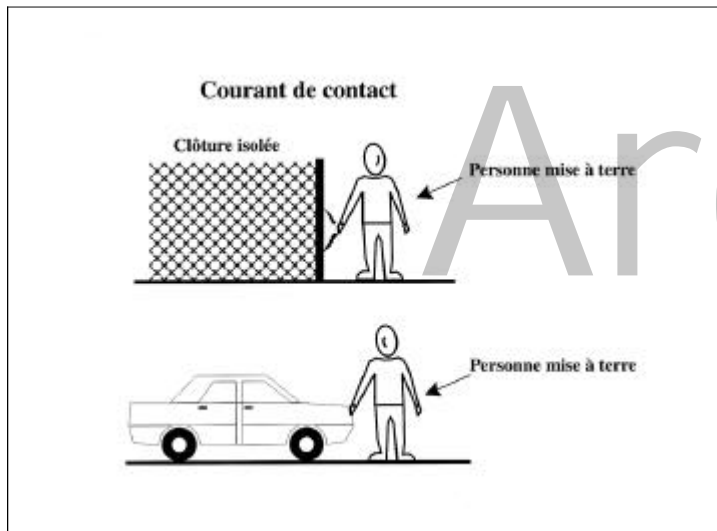 Courant de contact
Clôture isolée
Personne mise à terre
Personne mise à terre